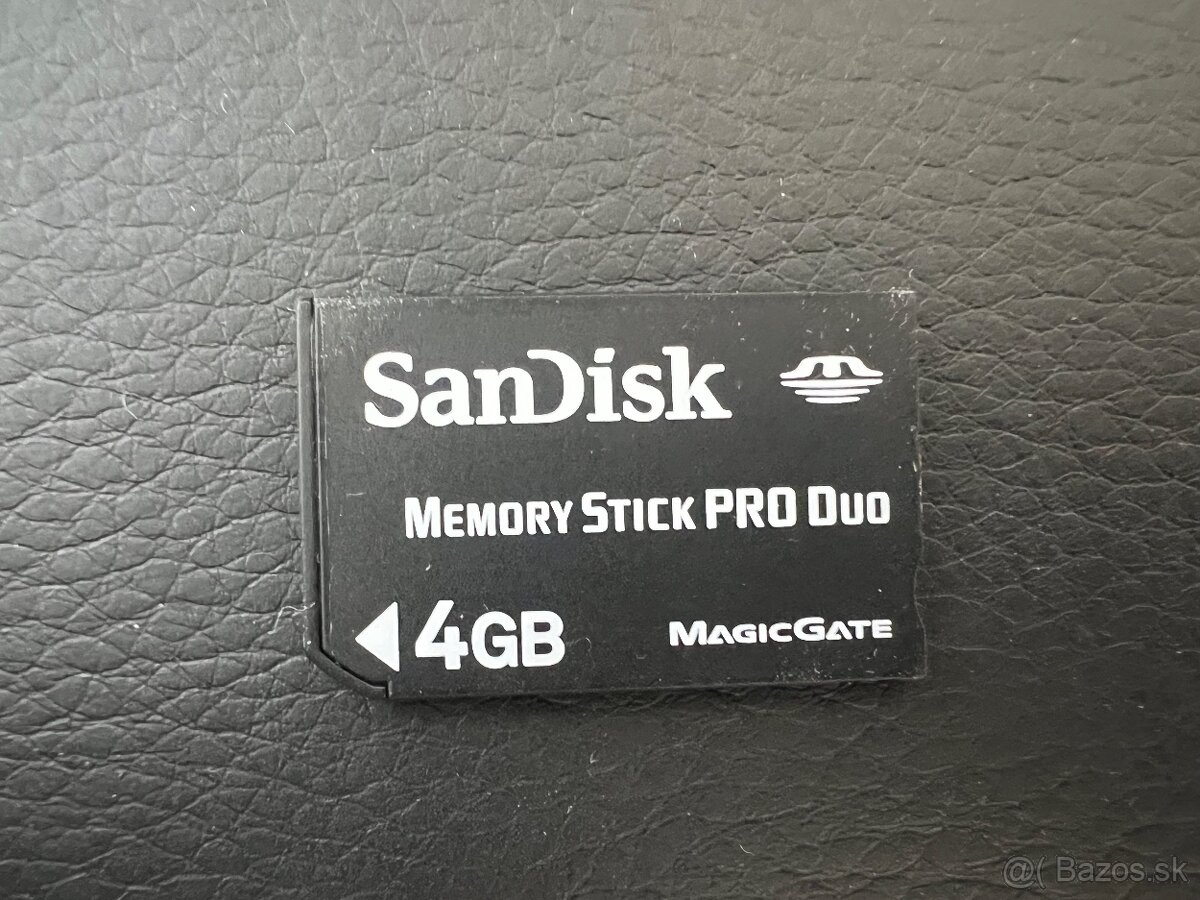 SanDisk
MEMORY STICK PRO DUO
4GB
MAGICGATE
@( Bazos.sk